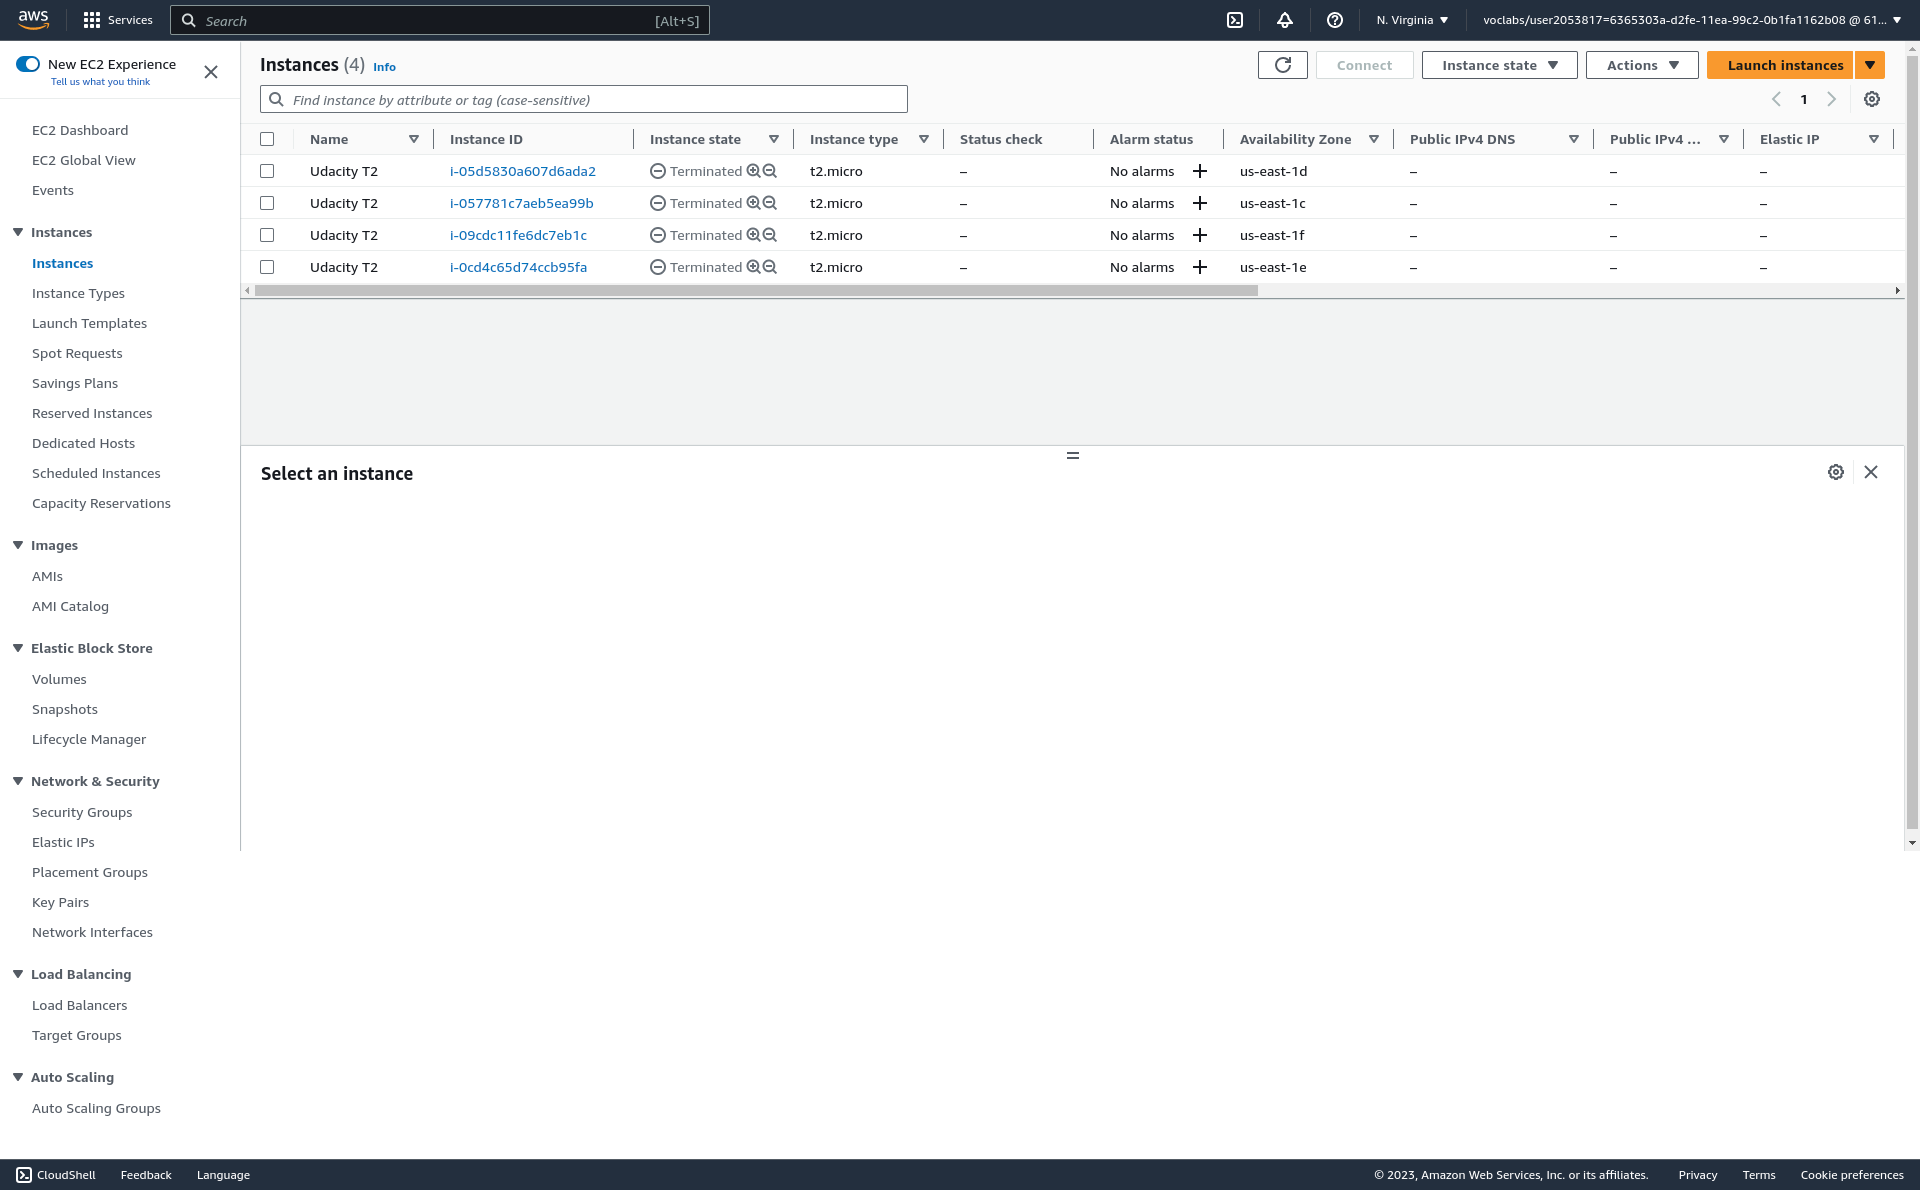 aws
Services
Search [Alt+S]
N. Virginia
voclabs/user2053817=6365303a-d2fe-11ea-99c2-0b1fa1162b08 @ 61...
New EC2 Experience
Tell us what you think
EC2 Dashboard
EC2 Global View
Events
Instances
Instances
Instance Types
Launch Templates
Spot Requests
Savings Plans
Reserved Instances
Dedicated Hosts
Scheduled Instances
Capacity Reservations
Images
AMIs
AMI Catalog
Elastic Block Store
Volumes
Snapshots
Lifecycle Manager
Network & Security
Security Groups
Elastic IPs
Placement Groups
Key Pairs
Network Interfaces
Load Balancing
Load Balancers
Target Groups
Auto Scaling
Auto Scaling Groups
Instances (4) Info
Connect
Instance state
Actions
Launch instances
Find instance by attribute or tag (case-sensitive)
1
Name Instance ID Instance state Instance type Status check Alarm status Availability Zone Public IPv4 DNS Public IPv4 ... Elastic IP
Udacity T2 i-05d5830a607d6ada2 Terminated t2.micro – No alarms + us-east-1d – – –
Udacity T2 i-057781c7aeb5ea99b Terminated t2.micro – No alarms + us-east-1c – – –
Udacity T2 i-09cdc11fe6dc7eb1c Terminated t2.micro – No alarms + us-east-1f – – –
Udacity T2 i-0cd4c65d74ccb95fa Terminated t2.micro – No alarms + us-east-1e – – –
Select an instance
CloudShell Feedback Language
© 2023, Amazon Web Services, Inc. or its affiliates. Privacy Terms Cookie preferences